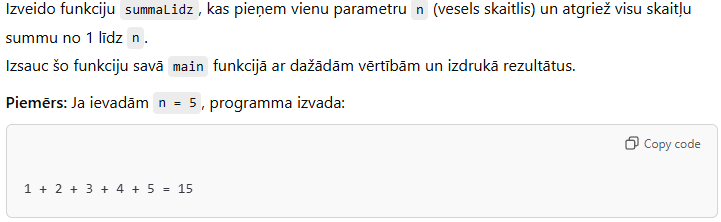 Izveido funkciju summaLidz, kas pieņem vienu parametru n (vesels skaitlis) un atgriež visu skaitļu
summu no 1 līdz n.
Izsauc šo funkciju savā main funkcijā ar dažādām vērtībām un izdrukā rezultātus.
Piemērs: Ja ievadām n = 5, programma izvada:
Copy code
1 + 2 + 3 + 4 + 5 = 15